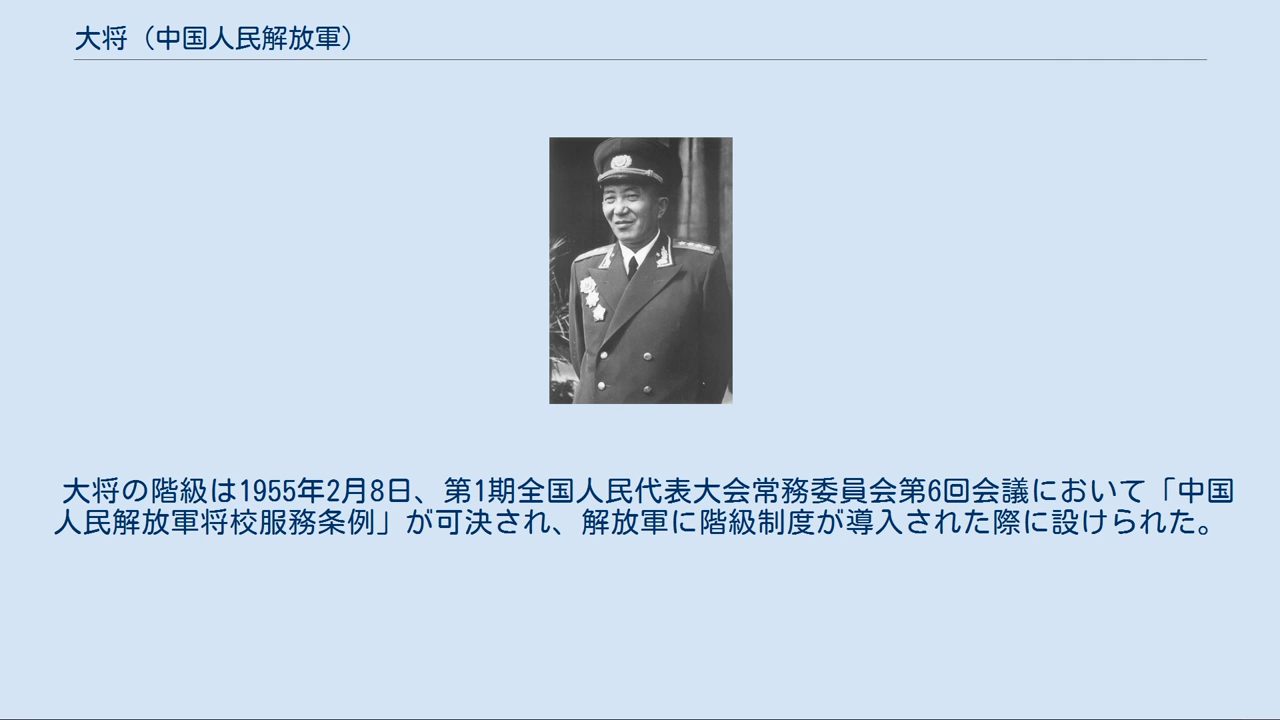 大将（中国人民解放軍）
大将の階級は1955年2月8日、第1期全国人民代表大会常務委員会第6回会議において「中国
人民解放軍将校服務条例」が可決され、解放軍に階級制度が導入された際に設けられた。